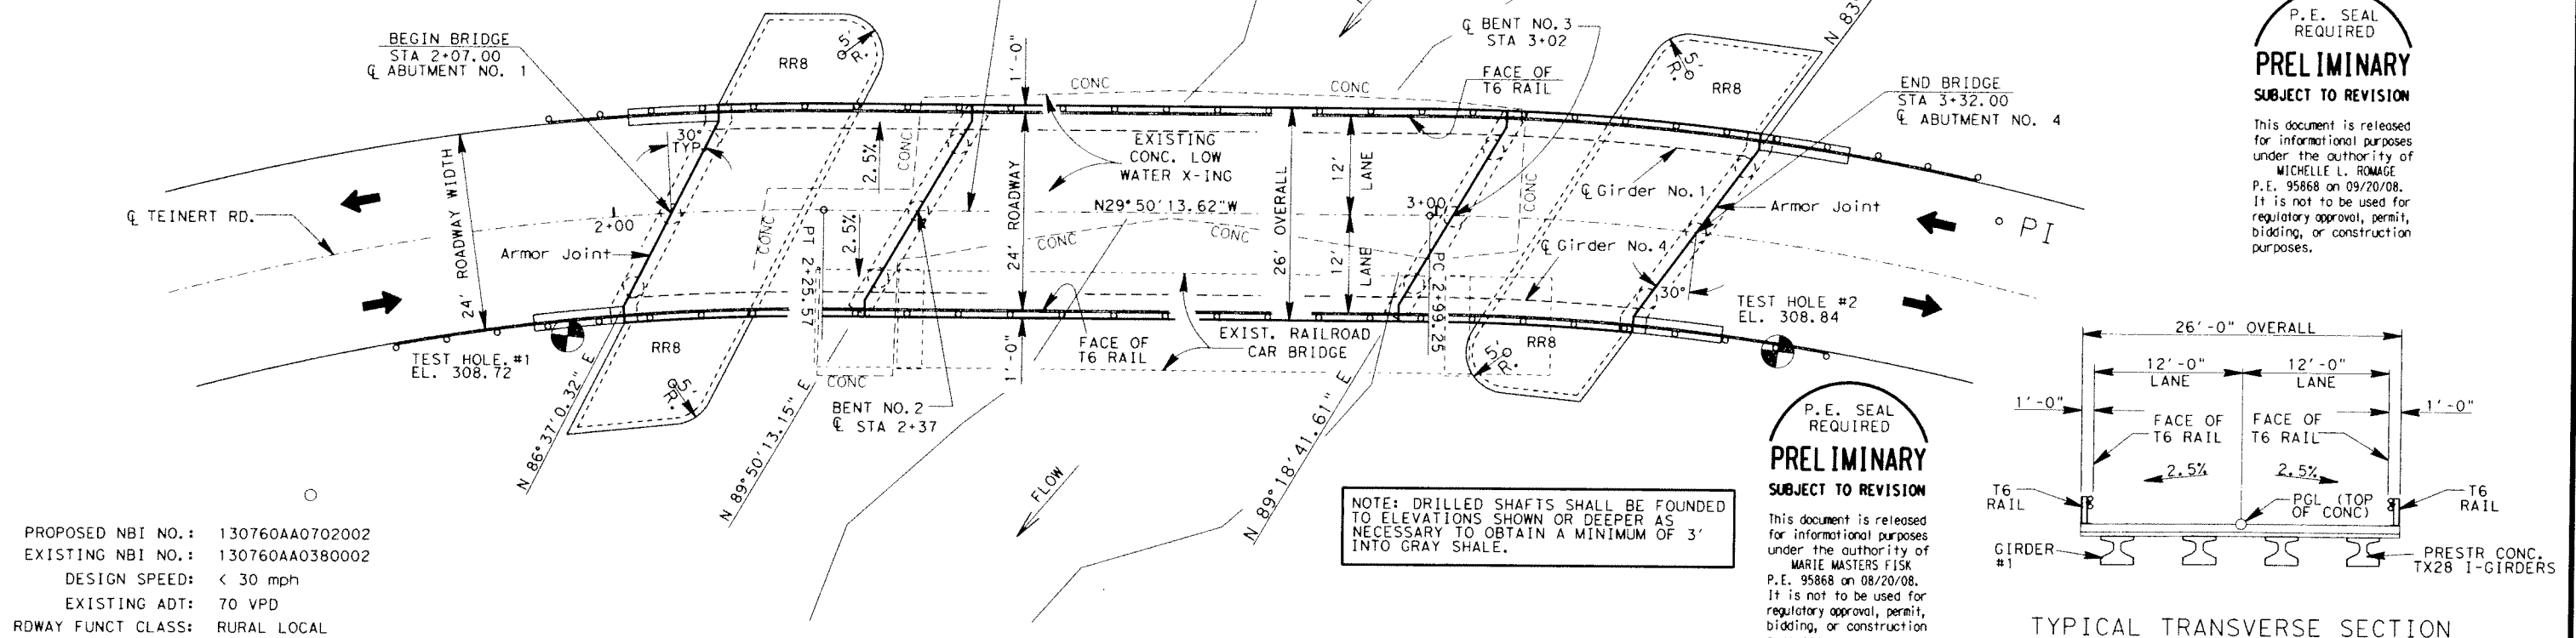 BEGIN BRIDGE
STA 2+07.00
℄ ABUTMENT NO. 1
RR8
5'
R.
1'-0"
CONC
CONC
℄ BENT NO.3
STA 3+02
FACE OF
T6 RAIL
5'
R.
RR8
N 83°
END BRIDGE
STA 3+32.00
℄ ABUTMENT NO. 4
30°
TYP.
2.5%
CONC
EXISTING
CONC. LOW
WATER X-ING
12'
LANE
CONC
℄ Girder No.1
24' ROADWAY WIDTH
℄ TEINERT RD.
2+00
Armor Joint
CONC
PT 2+25.57
2.5%
24' ROADWAY
N29°50'13.62"W
CONC
CONC
26' OVERALL
12'
LANE
3+00
PC 2+99.25
℄ Girder No.4
Armor Joint
PI
30°
TEST HOLE #2
EL. 308.84
TEST HOLE #1
EL. 308.72
RR8
5'
R.
N 86°37'0.32" E
CONC
N 89°50'13.15" E
BENT NO.2
℄ STA 2+37
1'-0"
FACE OF
T6 RAIL
EXIST. RAILROAD
CAR BRIDGE
N 89°18'41.61" E
5'
R.
RR8
FLOW
NOTE: DRILLED SHAFTS SHALL BE FOUNDED
TO ELEVATIONS SHOWN OR DEEPER AS
NECESSARY TO OBTAIN A MINIMUM OF 3'
INTO GRAY SHALE.
PROPOSED NBI NO.: 130760AA0702002
EXISTING NBI NO.: 130760AA0380002
DESIGN SPEED: < 30 mph
EXISTING ADT: 70 VPD
RDWAY FUNCT CLASS: RURAL LOCAL
P.E. SEAL
REQUIRED
PRELIMINARY
SUBJECT TO REVISION
This document is released
for informational purposes
under the authority of
MICHELLE L. ROMAGE
P.E. 95868 on 09/20/08.
It is not to be used for
regulatory approval, permit,
bidding, or construction
purposes.
P.E. SEAL
REQUIRED
PRELIMINARY
SUBJECT TO REVISION
This document is released
for informational purposes
under the authority of
MARIE MASTERS FISK
P.E. 95868 on 08/20/08.
It is not to be used for
regulatory approval, permit,
bidding, or construction
26'-0" OVERALL
12'-0"
LANE
12'-0"
LANE
1'-0"
1'-0"
FACE OF
T6 RAIL
FACE OF
T6 RAIL
2.5%
2.5%
T6
RAIL
PGL (TOP
OF CONC)
T6
RAIL
GIRDER
#1
PRESTR CONC.
TX28 I-GIRDERS
TYPICAL TRANSVERSE SECTION